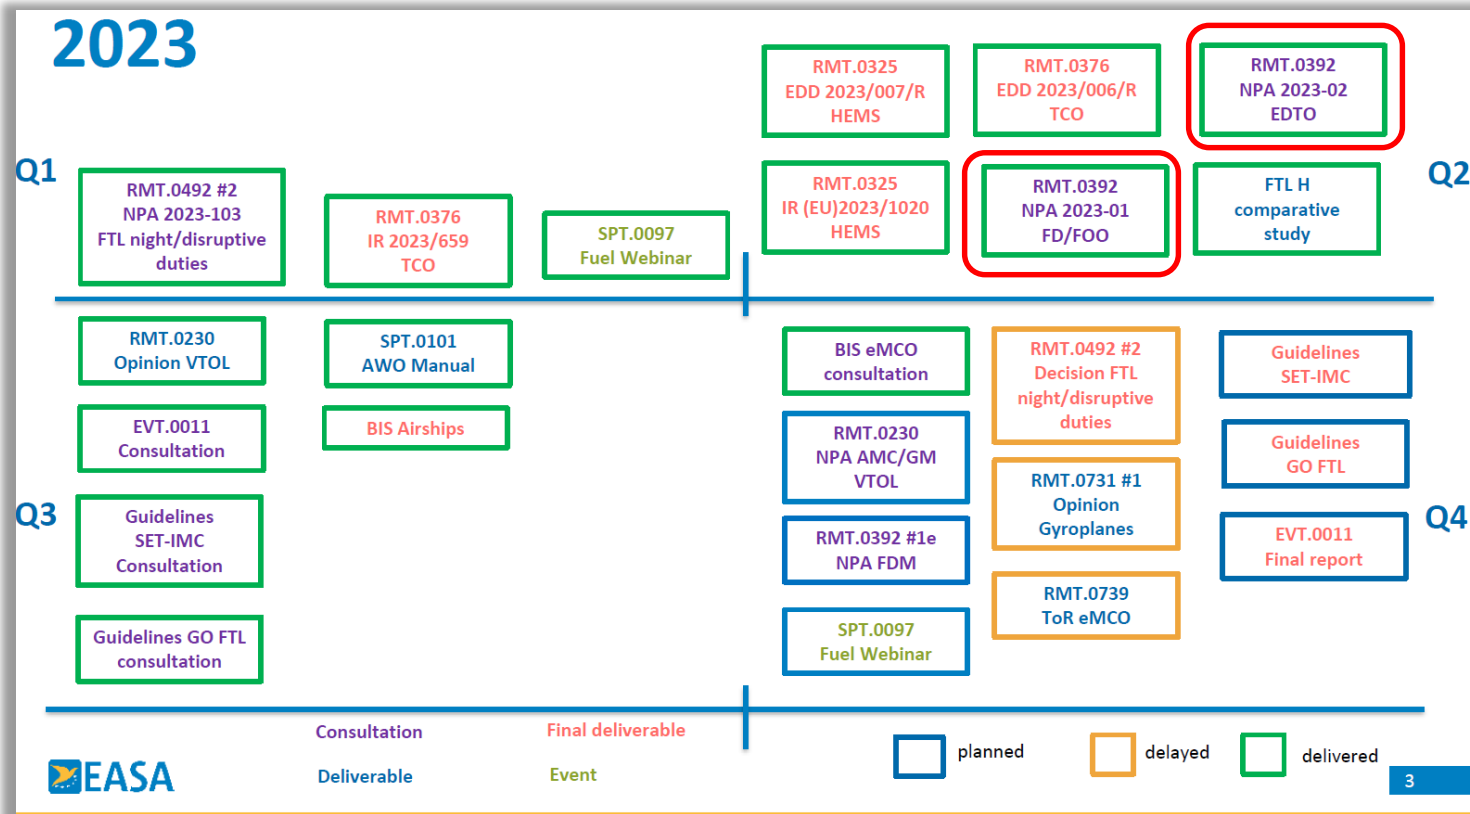 2023
Q1
RMT.0492 #2
NPA 2023-103
FTL night/disruptive
duties
RMT.0376
IR 2023/659
TCO
SPT.0097
Fuel Webinar
RMT.0325
EDD 2023/007/R
HEMS
RMT.0376
EDD 2023/006/R
TCO
RMT.0392
NPA 2023-02
EDTO
RMT.0325
IR (EU)2023/1020
HEMS
RMT.0392
NPA 2023-01
FD/FOO
FTL H
comparative
study
Q2
Q3
RMT.0230
Opinion VTOL
SPT.0101
AWO Manual
EVT.0011
Consultation
BIS Airships
Guidelines
SET-IMC
Consultation
Guidelines GO FTL
consultation
BIS eMCO
consultation
RMT.0492 #2
Decision FTL
night/disruptive
duties
Guidelines
SET-IMC
RMT.0230
NPA AMC/GM
VTOL
RMT.0731 #1
Opinion
Gyroplanes
Guidelines
GO FTL
RMT.0392 #1e
NPA FDM
RMT.0739
ToR eMCO
EVT.0011
Final report
SPT.0097
Fuel Webinar
Q4
Consultation
Final deliverable
Deliverable
Event
planned
delayed
delivered
EASA
3